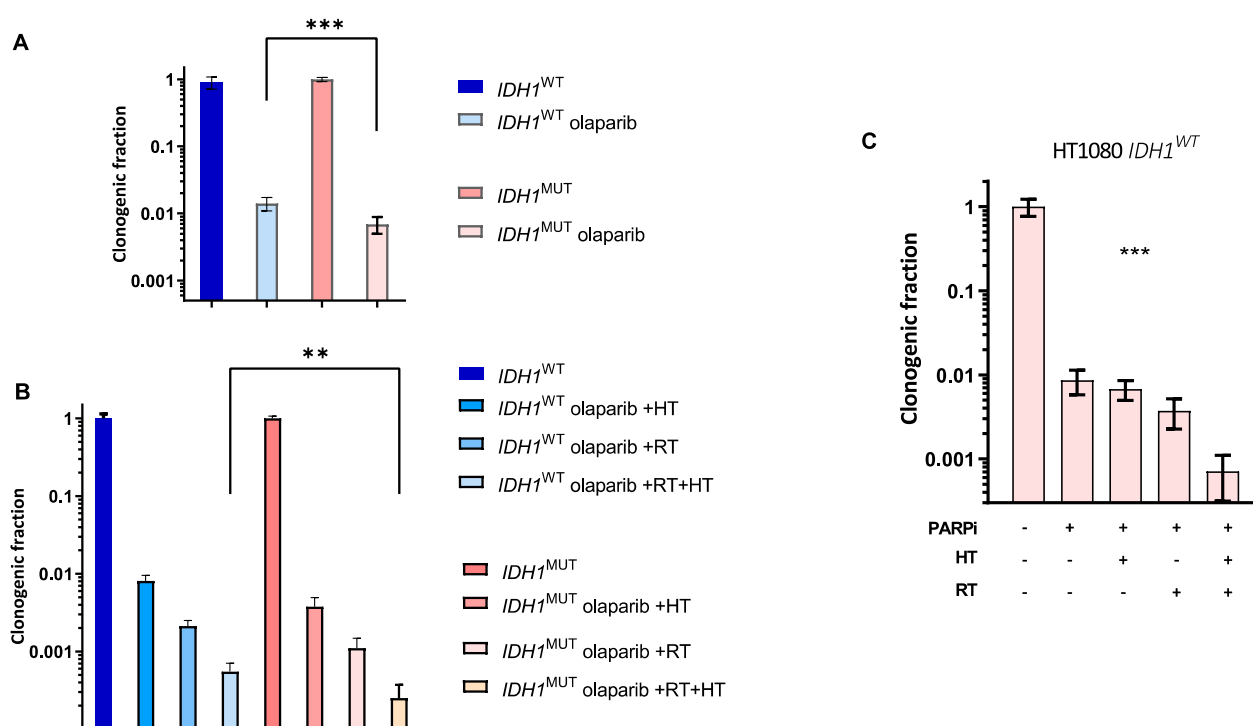 A
***
Clonogenic fraction
1
0.1
0.01
0.001
IDH1WT
IDH1WT olaparib
IDH1MUT
IDH1MUT olaparib
B
**
Clonogenic fraction
1
0.1
0.01
0.001
IDH1WT
IDH1WT olaparib +HT
IDH1WT olaparib +RT
IDH1WT olaparib +RT+HT
IDH1MUT
IDH1MUT olaparib +HT
IDH1MUT olaparib +RT
IDH1MUT olaparib +RT+HT
C
HT1080 IDH1WT
***
Clonogenic fraction
1
0.1
0.01
0.001
PARPi - + + + +
HT - - + - +
RT - - - + +